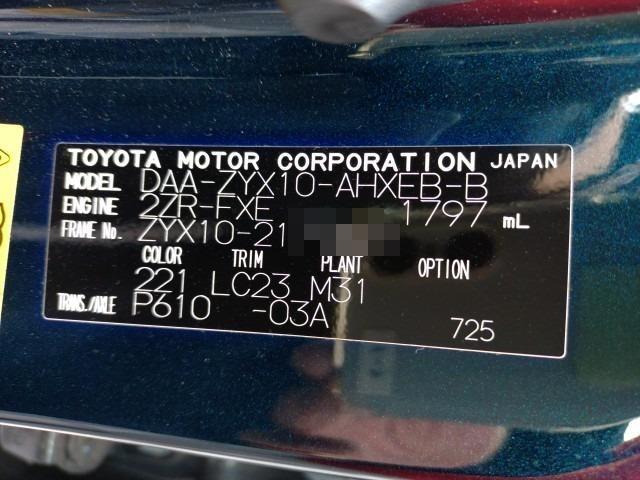 TOYOTA MOTOR CORPORATION JAPAN
MODEL DAA-ZYX10-AHXEB-B
ENGINE 2ZR-FXE 1797 mL
FRAME No. ZYX10-21
COLOR TRIM PLANT OPTION
221 LC23 M31
TRANS./AXLE P610 -03A
725